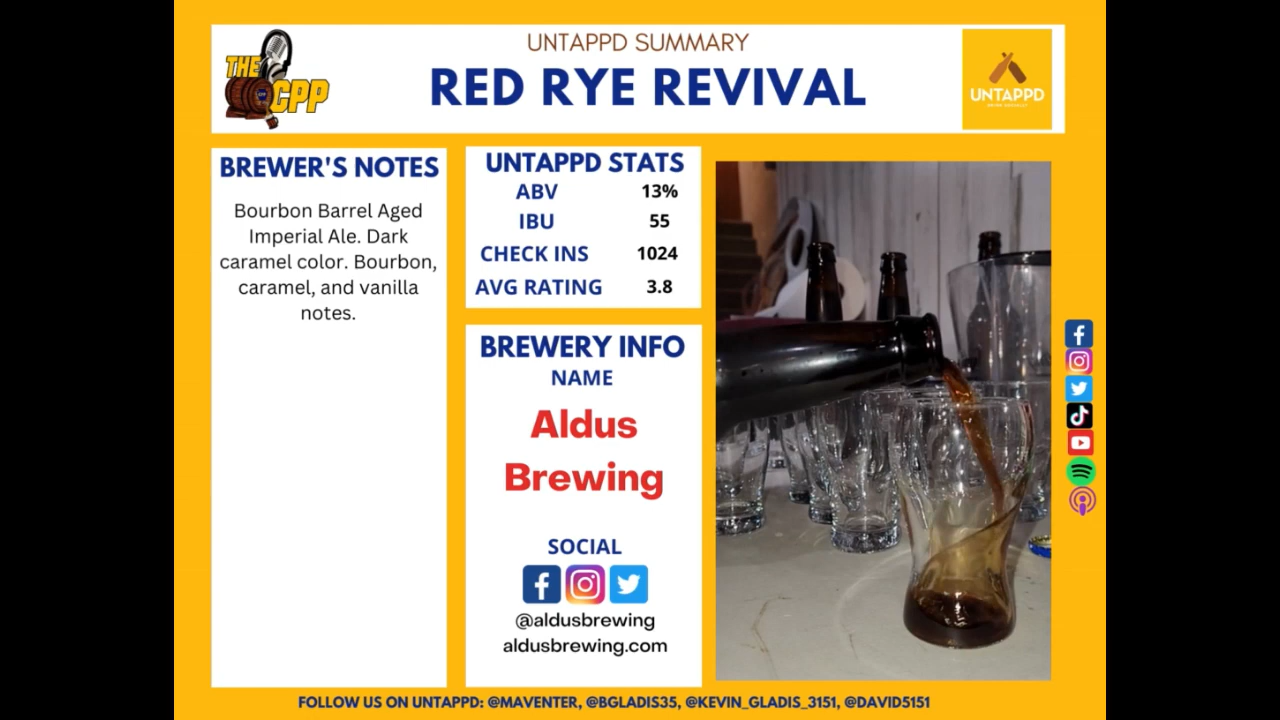 UNTAPPD SUMMARY
RED RYE REVIVAL
THE
CPP
UNTAPPD
BREWER'S NOTES
Bourbon Barrel Aged
Imperial Ale. Dark
caramel color. Bourbon,
caramel, and vanilla
notes.
UNTAPPD STATS
ABV 13%
IBU 55
CHECK INS 1024
AVG RATING 3.8
BREWERY INFO
NAME
Aldus
Brewing
SOCIAL
@aldusbrewing
aldusbrewing.com
FOLLOW US ON UNTAPPD: @MAVENTER, @BGLADIS35, @KEVIN_GLADIS_3151, @DAVID5151